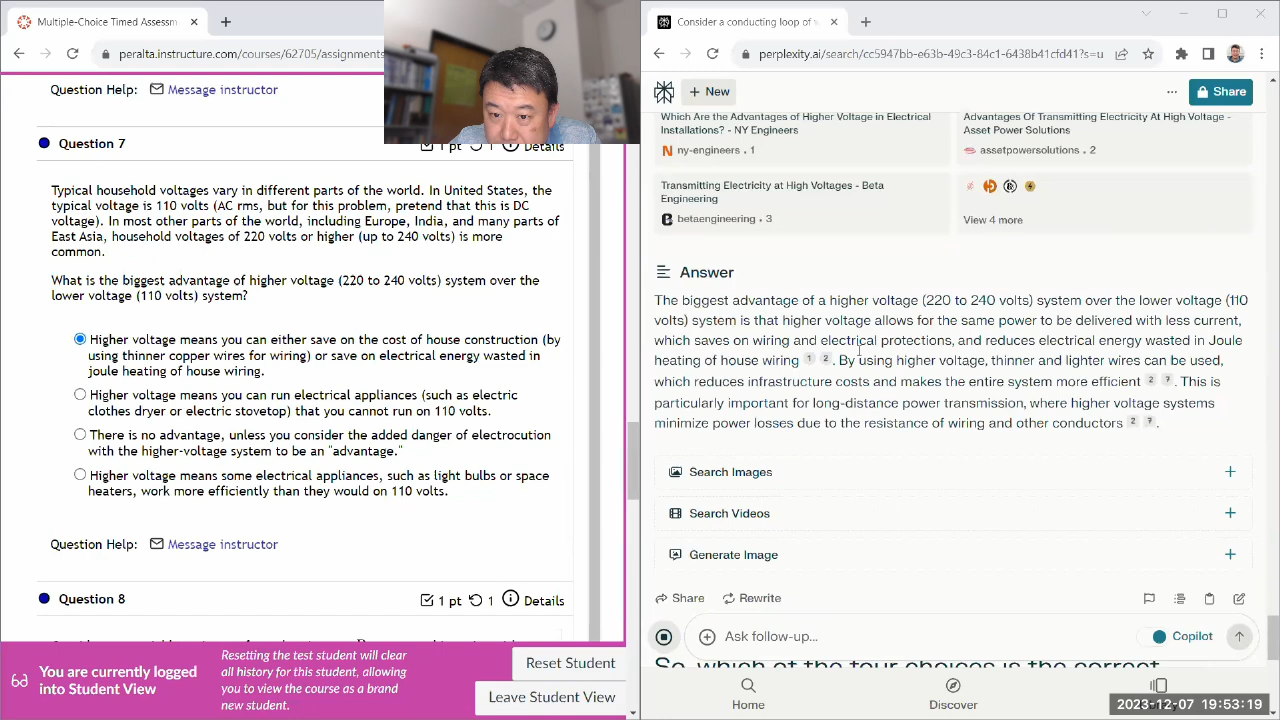 Multiple-Choice Timed Assessm
peralta.instructure.com/courses/62705/assignments
Question Help: Message instructor
Question 7
1 pt 1 Details
Typical household voltages vary in different parts of the world. In United States, the
typical voltage is 110 volts (AC rms, but for this problem, pretend that this is DC
voltage). In most other parts of the world, including Europe, India, and many parts of
East Asia, household voltages of 220 volts or higher (up to 240 volts) is more
common.
What is the biggest advantage of higher voltage (220 to 240 volts) system over the
lower voltage (110 volts) system?
Higher voltage means you can either save on the cost of house construction (by
using thinner copper wires for wiring) or save on electrical energy wasted in
joule heating of house wiring.
Higher voltage means you can run electrical appliances (such as electric
clothes dryer or electric stovetop) that you cannot run on 110 volts.
There is no advantage, unless you consider the added danger of electrocution
with the higher-voltage system to be an "advantage."
Higher voltage means some electrical appliances, such as light bulbs or space
heaters, work more efficiently than they would on 110 volts.
Question Help: Message instructor
Question 8
1 pt 1 Details
You are currently logged
into Student View
Resetting the test student will clear
all history for this student, allowing
you to view the course as a brand
new student.
Reset Student
Leave Student View
Consider a conducting loop of w
perplexity.ai/search/cc5947bb-e63b-49c3-84c1-6438b41cfd41?s=u
New
Share
Which Are the Advantages of Higher Voltage in Electrical
Installations? - NY Engineers
ny-engineers . 1
Advantages Of Transmitting Electricity At High Voltage -
Asset Power Solutions
assetpowersolutions . 2
Transmitting Electricity at High Voltages - Beta
Engineering
betaengineering . 3
View 4 more
Answer
The biggest advantage of a higher voltage (220 to 240 volts) system over the lower voltage (110
volts) system is that higher voltage allows for the same power to be delivered with less current,
which saves on wiring and electrical protections, and reduces electrical energy wasted in Joule
heating of house wiring 1 2 . By using higher voltage, thinner and lighter wires can be used,
which reduces infrastructure costs and makes the entire system more efficient 2 7 . This is
particularly important for long-distance power transmission, where higher voltage systems
minimize power losses due to the resistance of wiring and other conductors 2 7 .
Search Images
Search Videos
Generate Image
Share Rewrite
Ask follow-up...
Copilot
So, which of the four choices is the correct
Home
Discover
2023-12-07 19:53:19